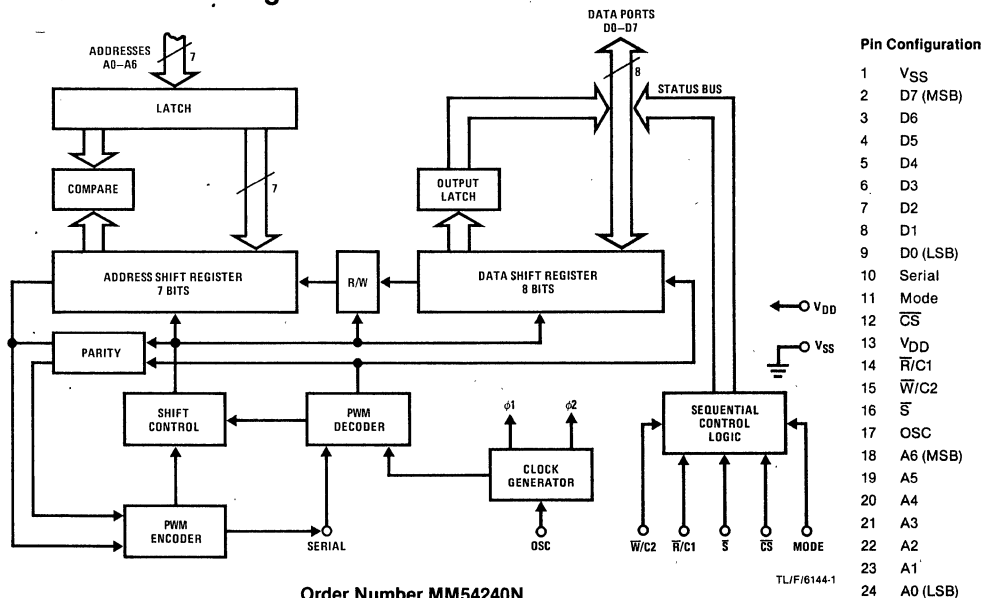 DATA PORTS
D0–D7
ADDRESSES
A0–A6
7
8
STATUS BUS
LATCH
COMPARE
7
OUTPUT
LATCH
ADDRESS SHIFT REGISTER
7 BITS
R/W
DATA SHIFT REGISTER
8 BITS
VDD
VSS
PARITY
SHIFT
CONTROL
PWM
DECODER
ϕ1
ϕ2
CLOCK
GENERATOR
SEQUENTIAL
CONTROL
LOGIC
PWM
ENCODER
SERIAL
OSC
W̅/C2
R̅/C1
S̅
C̅S̅
MODE
TL/F/6144-1
Order Number MM54240N
Pin Configuration
1 VSS
2 D7 (MSB)
3 D6
4 D5
5 D4
6 D3
7 D2
8 D1
9 D0 (LSB)
10 Serial
11 Mode
12 C̅S̅
13 VDD
14 R̅/C1
15 W̅/C2
16 S̅
17 OSC
18 A6 (MSB)
19 A5
20 A4
21 A3
22 A2
23 A1
24 A0 (LSB)